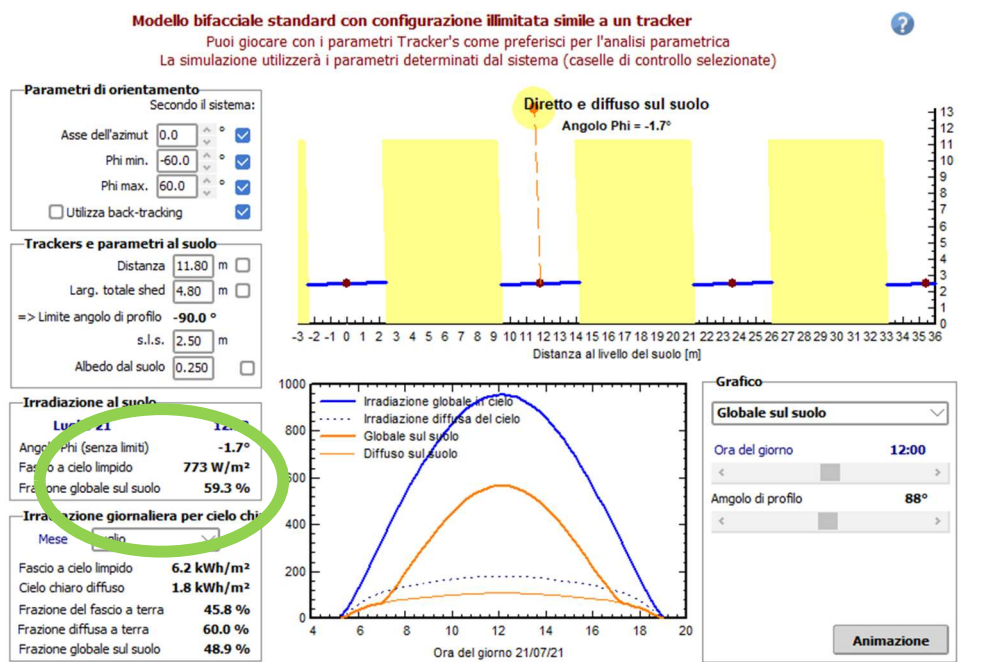 Modello bifacciale standard con configurazione illimitata simile a un tracker
Puoi giocare con i parametri Tracker's come preferisci per l'analisi parametrica
La simulazione utilizzerà i parametri determinati dal sistema (caselle di controllo selezionate)
?
Parametri di orientamento
Secondo il sistema:
Asse dell'azimut 0.0 °
Phi min. -60.0 °
Phi max. 60.0 °
Utilizza back-tracking
Trackers e parametri al suolo
Distanza 11.80 m
Larg. totale shed 4.80 m
=> Limite angolo di profilo -90.0 °
s.l.s. 2.50 m
Albedo dal suolo 0.250
Irradiazione al suolo
21
Angolo Phi (senza limiti) -1.7°
Fascio a cielo limpido 773 W/m²
Frazione globale sul suolo 59.3 %
Irradiazione giornaliera per cielo chi
Mese
Fascio a cielo limpido 6.2 kWh/m²
Cielo chiaro diffuso 1.8 kWh/m²
Frazione del fascio a terra 45.8 %
Frazione diffusa a terra 60.0 %
Frazione globale sul suolo 48.9 %
Diretto e diffuso sul suolo
Angolo Phi = -1.7°
13
12
11
10
9
8
7
6
5
4
3
2
1
0
-3 -2 -1 0 1 2 3 4 5 6 7 8 9 10 11 12 13 14 15 16 17 18 19 20 21 22 23 24 25 26 27 28 29 30 31 32 33 34 35 36
Distanza al livello del suolo [m]
1000
800
600
400
200
0
Irradiazione globale in cielo
Irradiazione diffusa del cielo
Globale sul suolo
Diffuso sul suolo
4 6 8 10 12 14 16 18 20
Ora del giorno 21/07/21
Grafico
Globale sul suolo
Ora del giorno 12:00
Amgolo di profilo 88°
Animazione